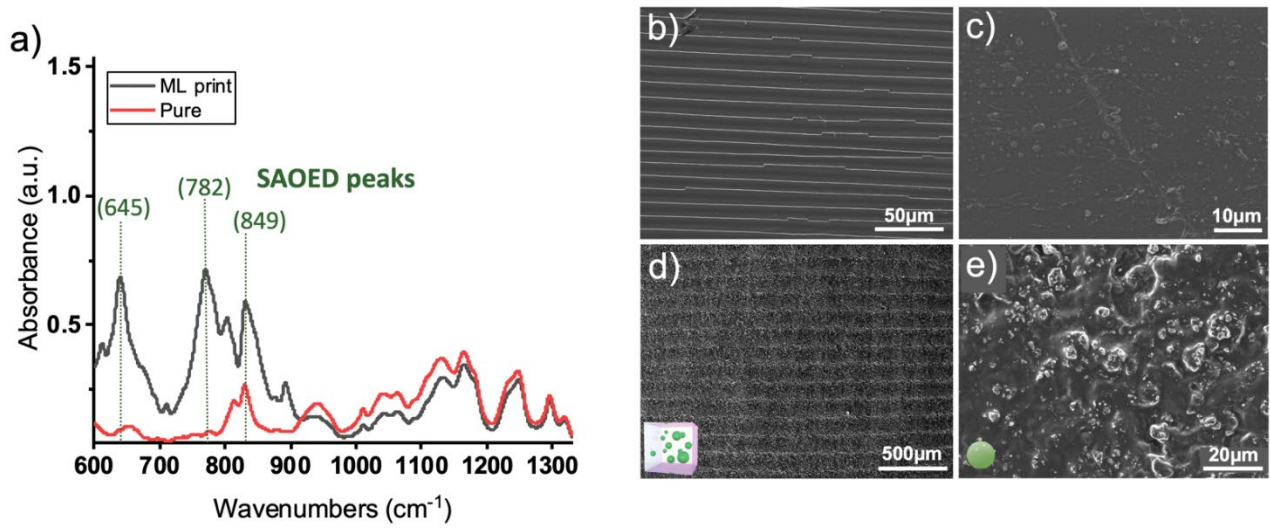 a)
1.5
1.0
0.5
Absorbance (a.u.)
ML print
Pure
SAOED peaks
(645)
(782)
(849)
600 700 800 900 1000 1100 1200 1300
Wavenumbers (cm⁻¹)
b)
50µm
c)
10µm
d)
500µm
e)
20µm